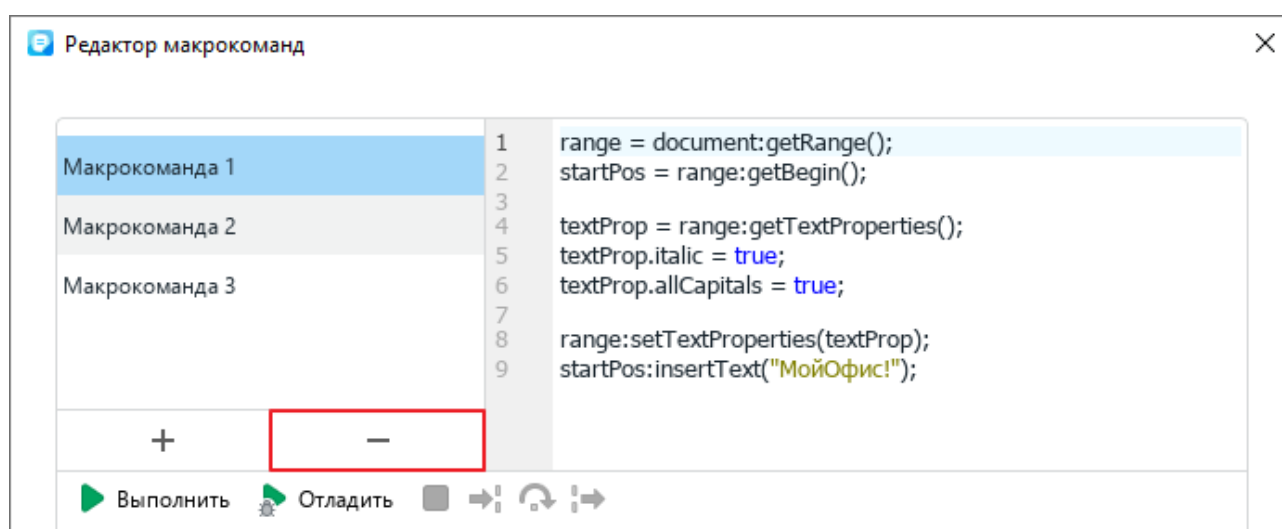 Редактор макрокоманд
Макрокоманда 1
Макрокоманда 2
Макрокоманда 3
1 range = document:getRange();
2 startPos = range:getBegin();
3
4 textProp = range:getTextProperties();
5 textProp.italic = true;
6 textProp.allCapitals = true;
7
8 range:setTextProperties(textProp);
9 startPos:insertText("МойОфис!");
+ −
Выполнить Отладить